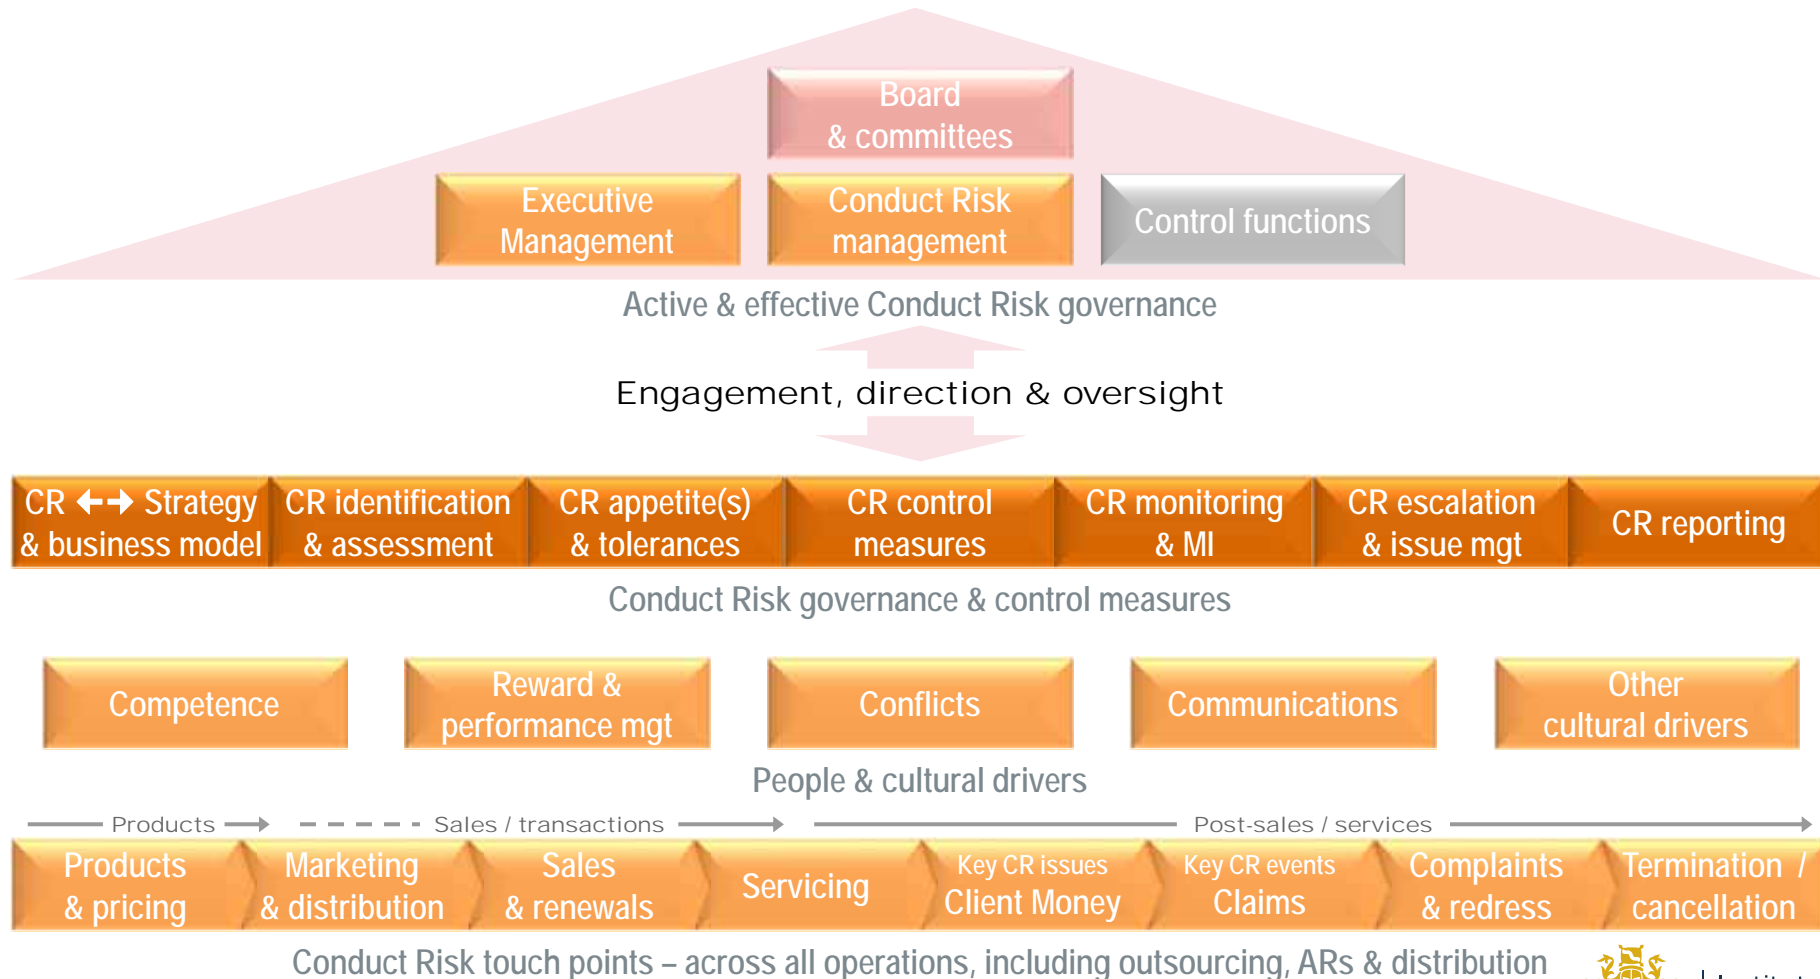 Board
& committees
Executive
Management
Conduct Risk
management
Control functions
Active & effective Conduct Risk governance
Engagement, direction & oversight
CR ←→ Strategy
& business model
CR identification
& assessment
CR appetite(s)
& tolerances
CR control
measures
CR monitoring
& MI
CR escalation
& issue mgt
CR reporting
Conduct Risk governance & control measures
Competence
Reward &
performance mgt
Conflicts
Communications
Other
cultural drivers
People & cultural drivers
Products
Sales / transactions
Post-sales / services
Products
& pricing
Marketing
& distribution
Sales
& renewals
Servicing
Key CR issues
Client Money
Key CR events
Claims
Complaints
& redress
Termination /
cancellation
Conduct Risk touch points – across all operations, including outsourcing, ARs & distribution